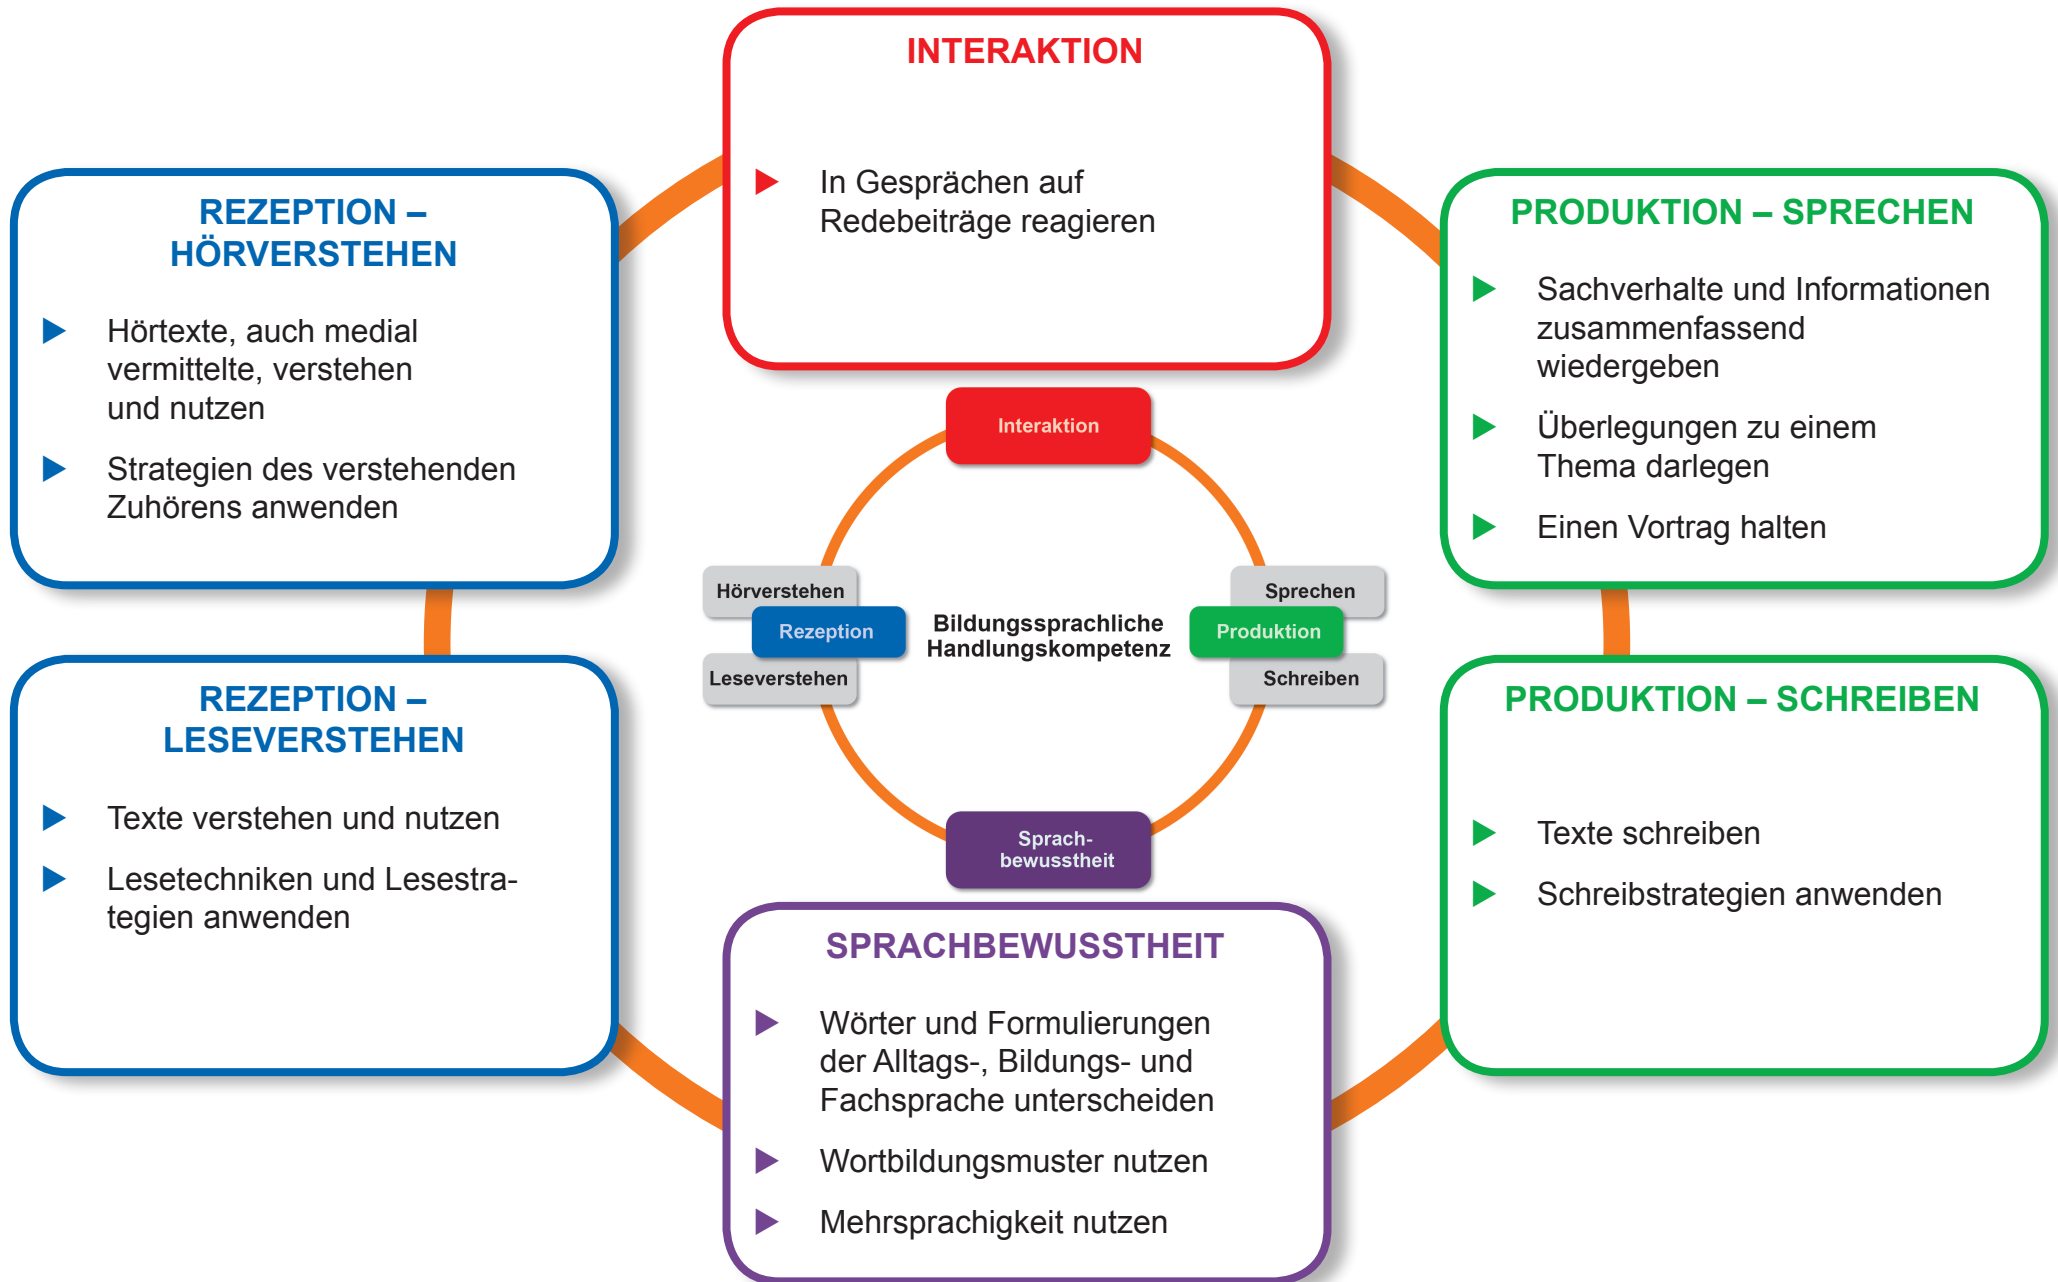 INTERAKTION
In Gesprächen auf
Redebeiträge reagieren
REZEPTION –
HÖRVERSTEHEN
Hörtexte, auch medial
vermittelte, verstehen
und nutzen
Strategien des verstehenden
Zuhörens anwenden
PRODUKTION – SPRECHEN
Sachverhalte und Informationen
zusammenfassend
wiedergeben
Überlegungen zu einem
Thema darlegen
Einen Vortrag halten
Interaktion
Hörverstehen
Rezeption
Leseverstehen
Bildungssprachliche
Handlungskompetenz
Sprechen
Produktion
Schreiben
Sprach-
bewusstheit
REZEPTION –
LESEVERSTEHEN
Texte verstehen und nutzen
Lesetechniken und Lesestra-
tegien anwenden
PRODUKTION – SCHREIBEN
Texte schreiben
Schreibstrategien anwenden
SPRACHBEWUSSTHEIT
Wörter und Formulierungen
der Alltags-, Bildungs- und
Fachsprache unterscheiden
Wortbildungsmuster nutzen
Mehrsprachigkeit nutzen